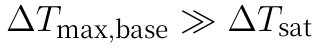 ΔT_max,base ≫ ΔT_sat